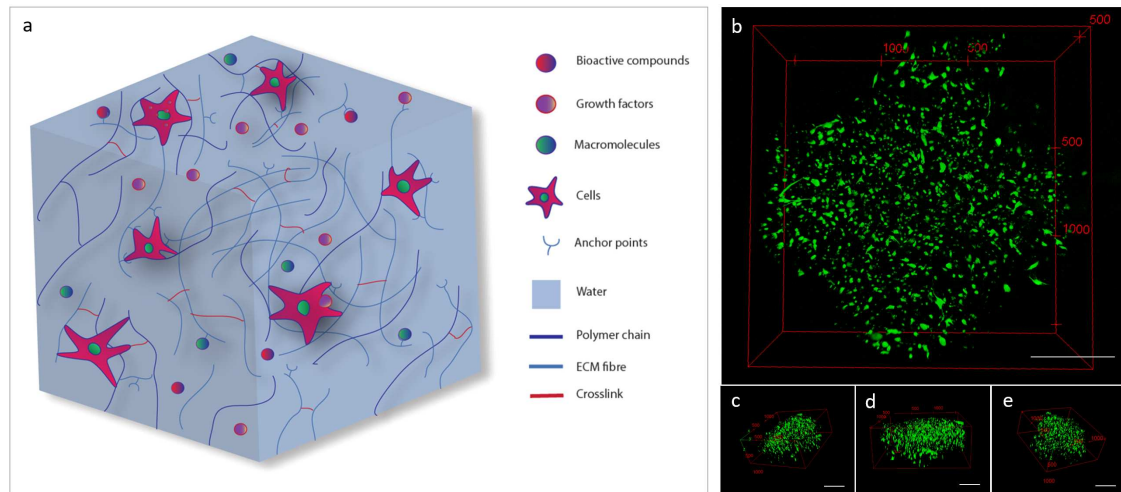 a
Bioactive compounds
Growth factors
Macromolecules
Cells
Anchor points
Water
Polymer chain
ECM fibre
Crosslink
b
500
1000
500
500
1000
c
d
e